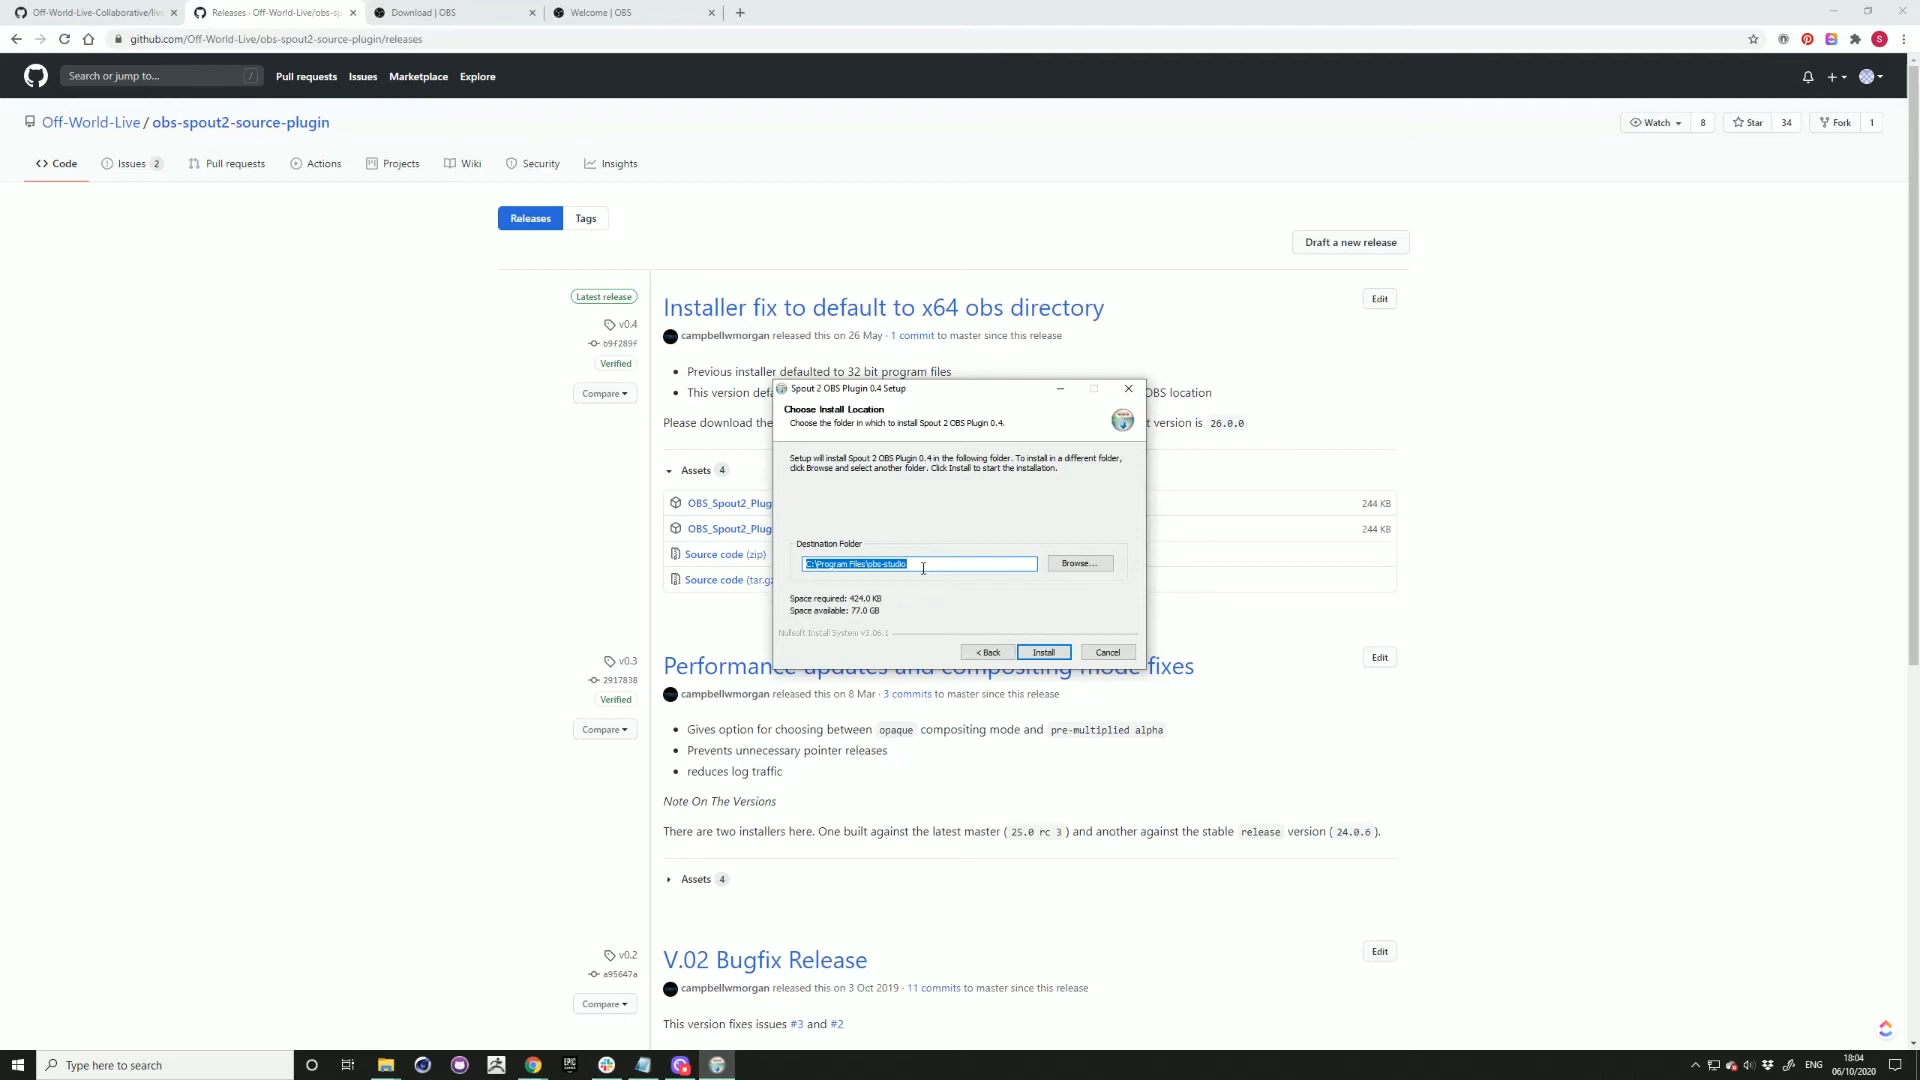 Off-World-Live-Collaborative/live
Releases · Off-World-Live/obs-sp
Download | OBS
Welcome | OBS
github.com/Off-World-Live/obs-spout2-source-plugin/releases
S
Search or jump to...
/
Pull requests
Issues
Marketplace
Explore
Off-World-Live / obs-spout2-source-plugin
Watch
8
Star
34
Fork
1
<> Code
Issues 2
Pull requests
Actions
Projects
Wiki
Security
Insights
Releases
Tags
Draft a new release
Latest release
v0.4
b9f289f
Verified
Compare
Installer fix to default to x64 obs directory
Edit
campbellwmorgan released this on 26 May · 1 commit to master since this release
Previous installer defaulted to 32 bit program files
This version defa
OBS location
Please download the
t version is 26.0.0
Assets 4
OBS_Spout2_Plug
244 KB
OBS_Spout2_Plug
244 KB
Source code (zip)
Source code (tar.gz
Spout 2 OBS Plugin 0.4 Setup
Choose Install Location
Choose the folder in which to install Spout 2 OBS Plugin 0.4.
Setup will install Spout 2 OBS Plugin 0.4 in the following folder. To install in a different folder,
click Browse and select another folder. Click Install to start the installation.
Destination Folder
C:\Program Files\obs-studio
Browse...
Space required: 424.0 KB
Space available: 77.0 GB
Nullsoft Install System v3.06.1
< Back
Install
Cancel
v0.3
2917838
Verified
Compare
Performance updates and compositing mode fixes
Edit
campbellwmorgan released this on 8 Mar · 3 commits to master since this release
Gives option for choosing between opaque compositing mode and pre-multiplied alpha
Prevents unnecessary pointer releases
reduces log traffic
Note On The Versions
There are two installers here. One built against the latest master ( 25.0 rc 3 ) and another against the stable release version ( 24.0.6 ).
Assets 4
v0.2
a95647a
Compare
V.02 Bugfix Release
Edit
campbellwmorgan released this on 3 Oct 2019 · 11 commits to master since this release
This version fixes issues #3 and #2
Type here to search
EPIC
ENG
18:04
06/10/2020